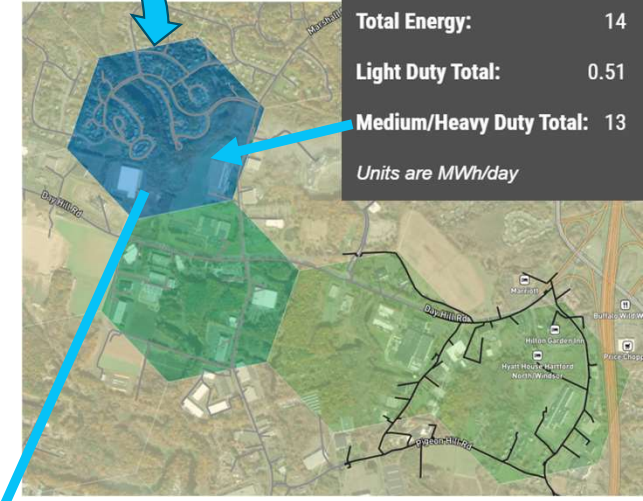 Marshall
Total Energy: 14
Light Duty Total: 0.51
Medium/Heavy Duty Total: 13
Units are MWh/day
Day Hill Rd
Marriott
Day Hill Rd
Buffalo Wild W
Hilton Garden Inn
Price Chopp
Hyatt House Hartford
North/Windsor
Pigeon Hill Rd